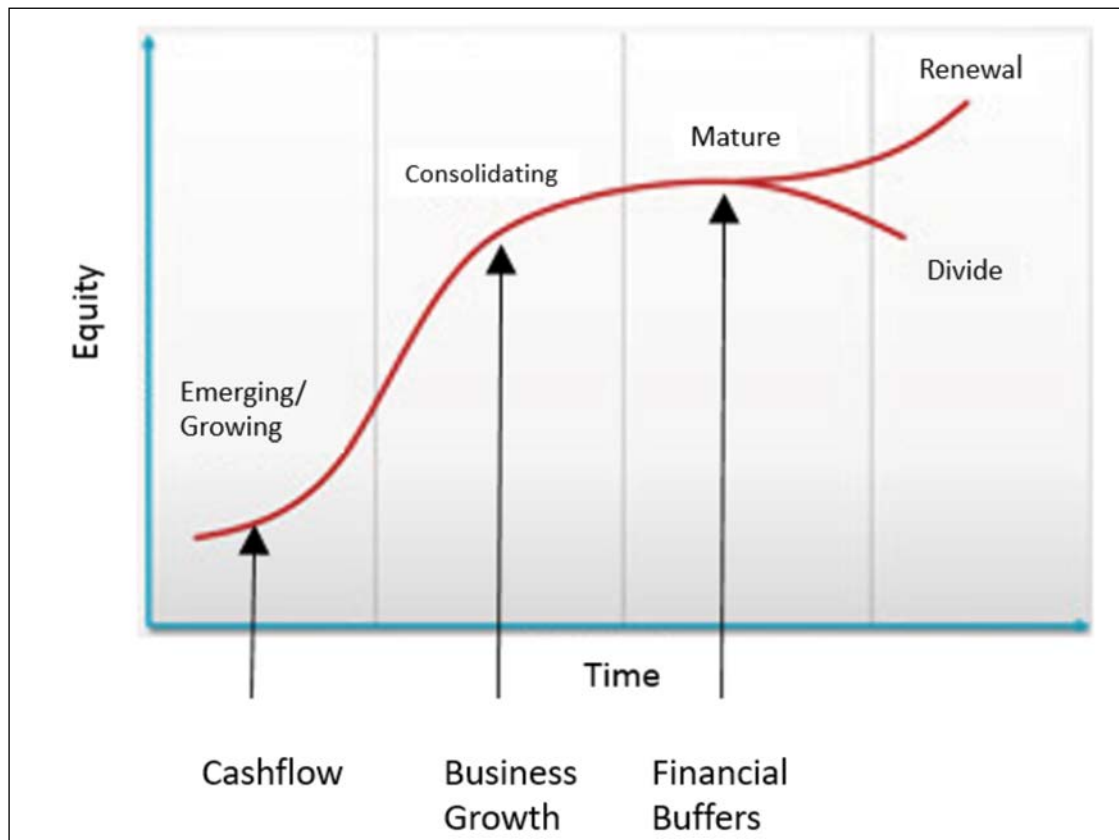 Renewal
Mature
Consolidating
Divide
Equity
Emerging/
Growing
Time
Cashflow
Business
Growth
Financial
Buffers